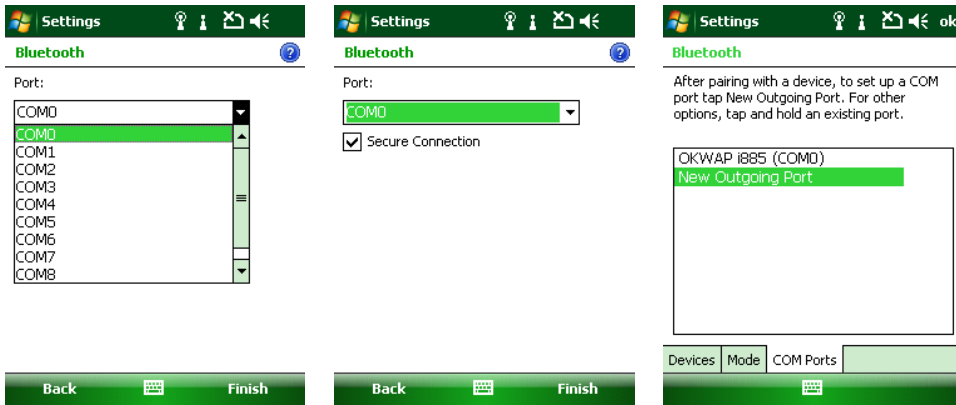 Settings
Bluetooth
Port:
COM0
COM0
COM1
COM2
COM3
COM4
COM5
COM6
COM7
COM8
Back
Finish
Settings
Bluetooth
Port:
COM0
Secure Connection
Back
Finish
Settings
ok
Bluetooth
After pairing with a device, to set up a COM
port tap New Outgoing Port. For other
options, tap and hold an existing port.
OKWAP i885 (COM0)
New Outgoing Port
Devices
Mode
COM Ports